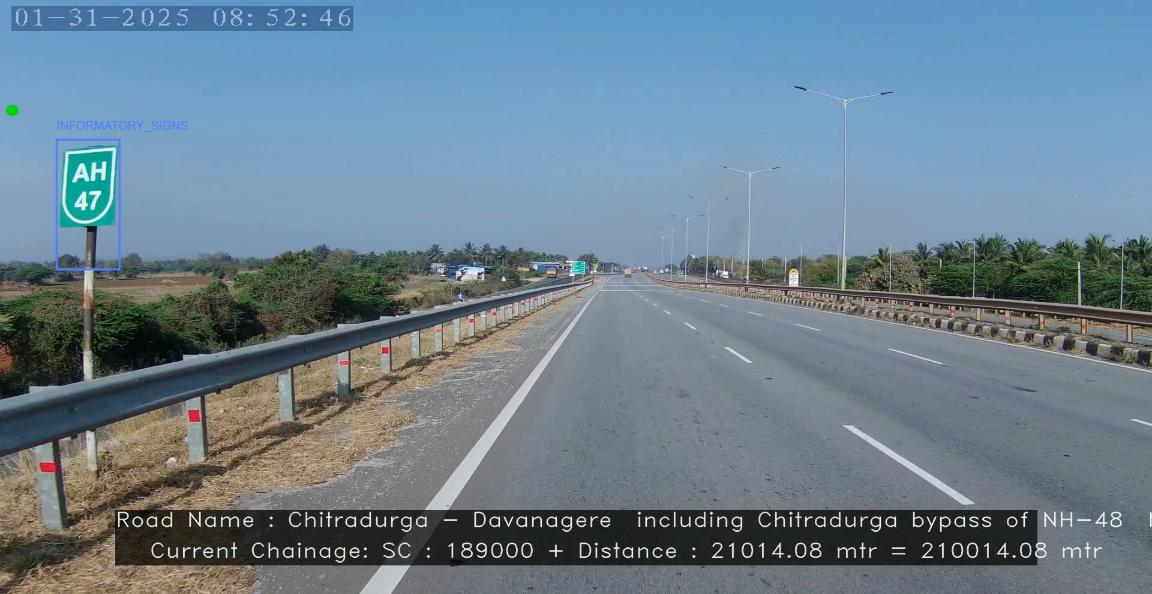 01-31-2025 08:52:46
INFORMATORY_SIGNS
AH
47
Road Name : Chitradurga - Davanagere including Chitradurga bypass of NH-48
Current Chainage: SC : 189000 + Distance : 21014.08 mtr = 210014.08 mtr